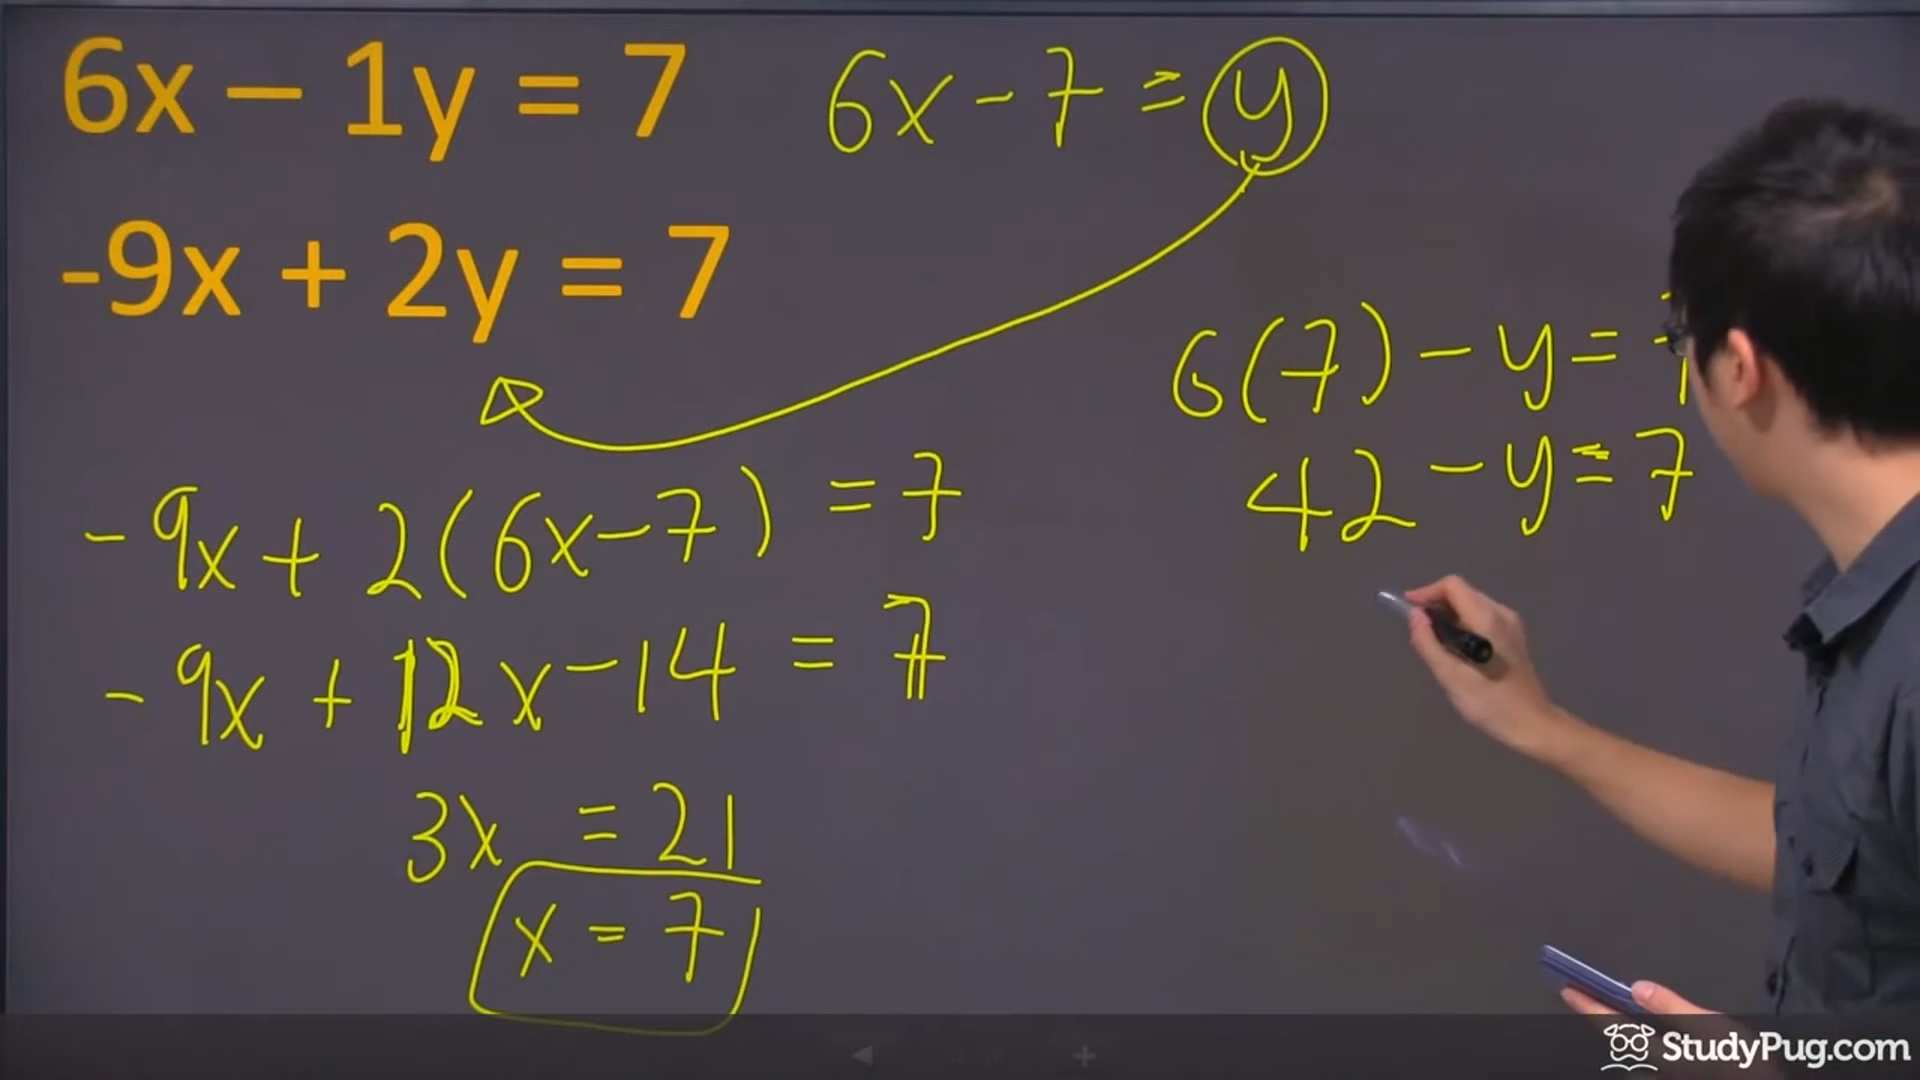 6x – 1y = 7
6x - 7 = y
-9x + 2y = 7
-9x + 2(6x-7) = 7
-9x + 12x - 14 = 7
3x = 21
x = 7
6(7) - y = 7
42 - y = 7
StudyPug.com